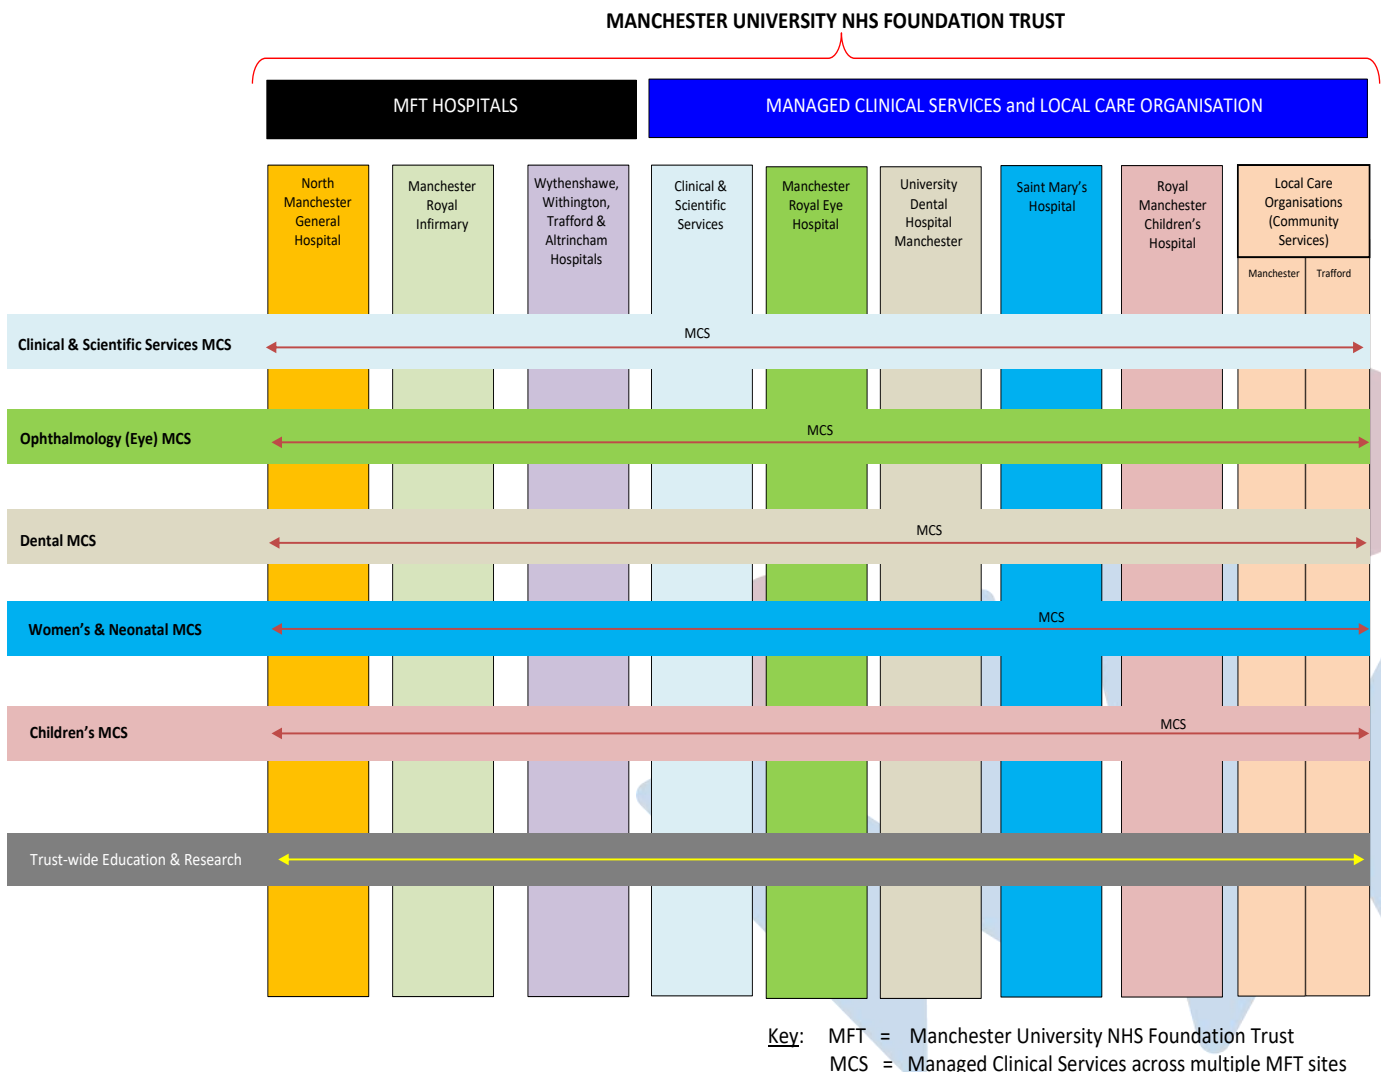 MANCHESTER UNIVERSITY NHS FOUNDATION TRUST
MFT HOSPITALS
MANAGED CLINICAL SERVICES and LOCAL CARE ORGANISATION
North
Manchester
General
Hospital
Manchester
Royal
Infirmary
Wythenshawe,
Withington,
Trafford &
Altrincham
Hospitals
Clinical &
Scientific
Services
Manchester
Royal Eye
Hospital
University
Dental
Hospital
Manchester
Saint Mary's
Hospital
Royal
Manchester
Children's
Hospital
Local Care
Organisations
(Community
Services)
Manchester
Trafford
Clinical & Scientific Services MCS
MCS
Ophthalmology (Eye) MCS
MCS
Dental MCS
MCS
Women's & Neonatal MCS
MCS
Children's MCS
MCS
Trust-wide Education & Research
Key: MFT = Manchester University NHS Foundation Trust
MCS = Managed Clinical Services across multiple MFT sites